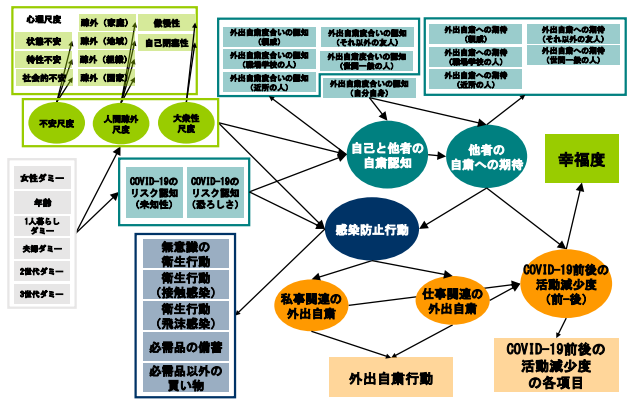 心理尺度
疎外(家庭)
傲慢性
状態不安
疎外(地域)
自己閉塞性
特性不安
疎外(組織)
社会的不安
疎外(国家)
不安尺度
人間疎外
尺度
大衆性
尺度
外出自粛度合いの認知
(親戚)
外出自粛度合いの認知
(それ以外の友人)
外出自粛度合いの認知
(職場学校の人)
外出自粛度合いの認知
(世間一般の人)
外出自粛度合いの認知
(近所の人)
外出自粛度合いの認知
(自分自身)
外出自粛への期待
(親戚)
外出自粛への期待
(それ以外の友人)
外出自粛への期待
(職場学校の人)
外出自粛への期待
(世間一般の人)
外出自粛への期待
(近所の人)
自己と他者の
自粛認知
他者の
自粛への期待
幸福度
女性ダミー
年齢
1人暮らし
ダミー
夫婦ダミー
2世代ダミー
3世代ダミー
COVID-19の
リスク認知
(未知性)
COVID-19の
リスク認知
(恐ろしさ)
感染防止行動
無意識の
衛生行動
衛生行動
(接触感染)
衛生行動
(飛沫感染)
必需品の備蓄
必需品以外の
買い物
私事関連の
外出自粛
仕事関連の
外出自粛
COVID-19前後の
活動減少度
(前-後)
外出自粛行動
COVID-19前後の
活動減少度
の各項目